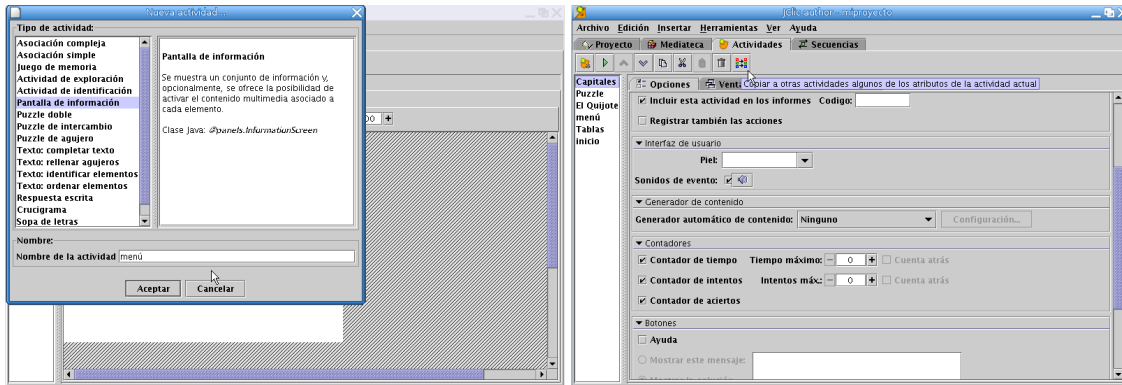 Nueva actividad...
Tipo de actividad:
Asociación compleja
Asociación simple
Juego de memoria
Actividad de exploración
Actividad de identificación
Pantalla de información
Puzzle doble
Puzzle de intercambio
Puzzle de agujero
Texto: completar texto
Texto: rellenar agujeros
Texto: identificar elementos
Texto: ordenar elementos
Respuesta escrita
Crucigrama
Sopa de letras
Pantalla de información
Se muestra un conjunto de información y,
opcionalmente, se ofrece la posibilidad de
activar el contenido multimedia asociado a
cada elemento.
Clase Java: @panels.InformationScreen
Nombre:
Nombre de la actividad menú
Aceptar Cancelar
JClic author - miproyecto
Archivo Edición Insertar Herramientas Ver Ayuda
Proyecto Mediateca Actividades Secuencias
Capitales
Puzzle
El Quijote
menú
Tablas
inicio
Opciones
Copiar a otras actividades algunos de los atributos de la actividad actual
Incluir esta actividad en los informes Codigo:
Registrar también las acciones
Interfaz de usuario
Piel:
Sonidos de evento:
Generador de contenido
Generador automático de contenido: Ninguno Configuración...
Contadores
Contador de tiempo Tiempo máximo: - 0 + Cuenta atrás
Contador de intentos Intentos máx.: - 0 + Cuenta atrás
Contador de aciertos
Botones
Ayuda
Mostrar este mensaje: